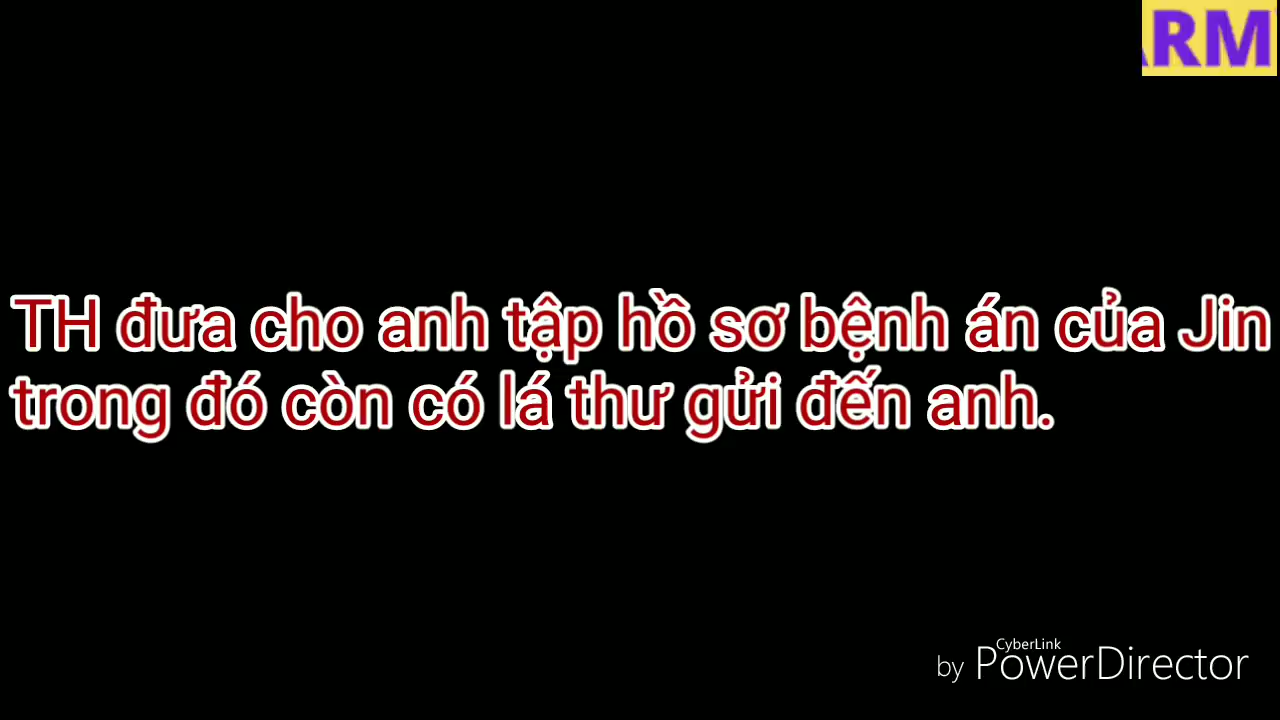 ARM
TH đưa cho anh tập hồ sơ bệnh án của Jin
trong đó còn có lá thư gửi đến anh.
CyberLink
by PowerDirector